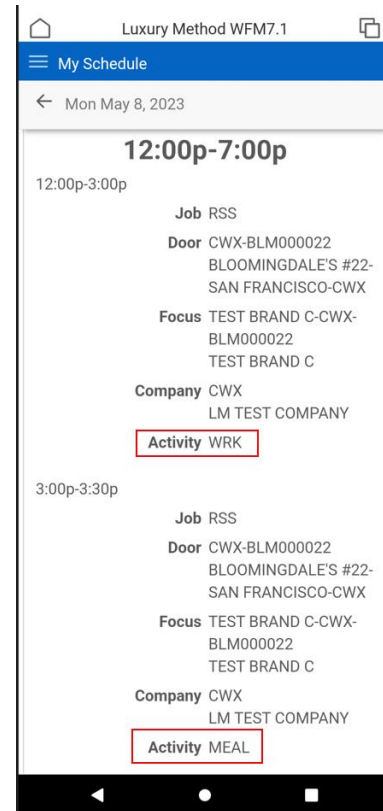 Luxury Method WFM7.1
My Schedule
Mon May 8, 2023
12:00p-7:00p
12:00p-3:00p
Job RSS
Door CWX-BLM000022
BLOOMINGDALE'S #22-
SAN FRANCISCO-CWX
Focus TEST BRAND C-CWX-
BLM000022
TEST BRAND C
Company CWX
LM TEST COMPANY
Activity WRK
3:00p-3:30p
Job RSS
Door CWX-BLM000022
BLOOMINGDALE'S #22-
SAN FRANCISCO-CWX
Focus TEST BRAND C-CWX-
BLM000022
TEST BRAND C
Company CWX
LM TEST COMPANY
Activity MEAL